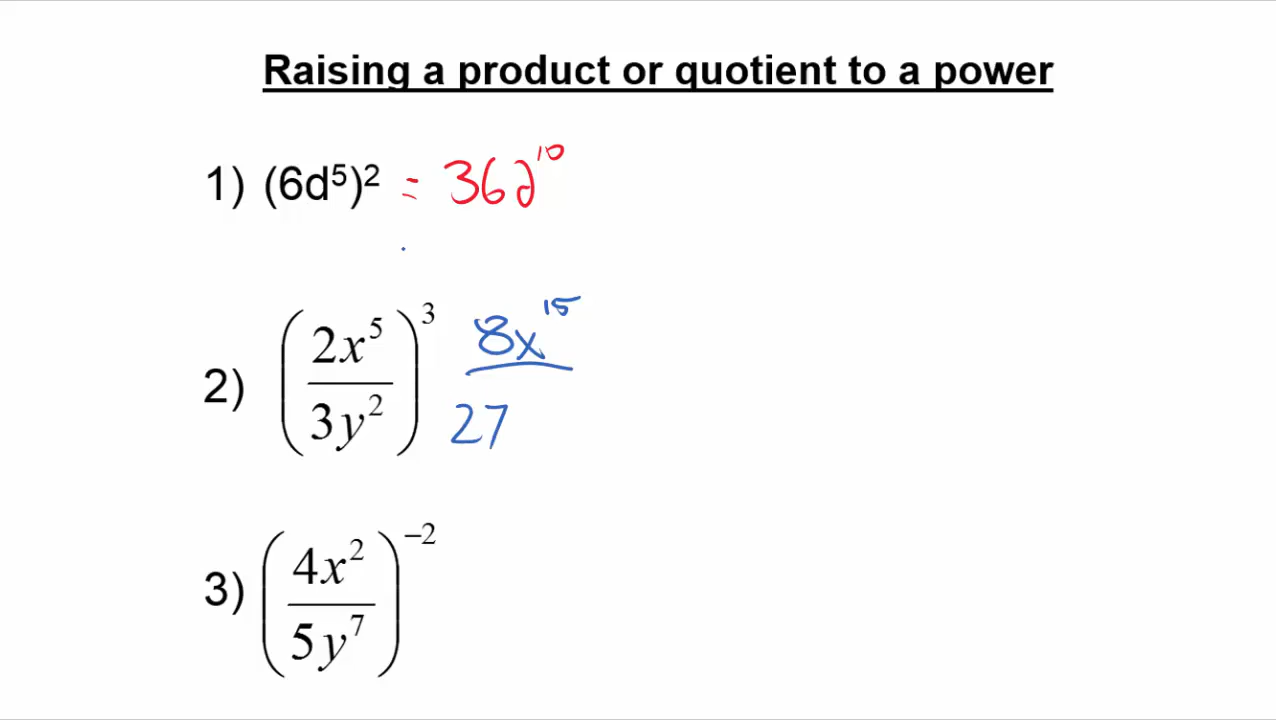 Raising a product or quotient to a power
1) (6d⁵)² = 36d¹⁰
2) (2x⁵/3y²)³ 8x¹⁵/27
3) (4x²/5y⁷)⁻²